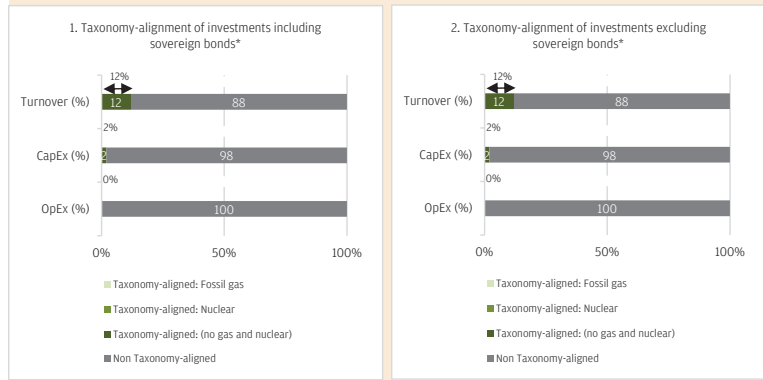 1. Taxonomy-alignment of investments including
sovereign bonds*
12%
Turnover (%)
12
88
2%
CapEx (%)
2
98
0%
OpEx (%)
100
0%
50%
100%
Taxonomy-aligned: Fossil gas
Taxonomy-aligned: Nuclear
Taxonomy-aligned: (no gas and nuclear)
Non Taxonomy-aligned
2. Taxonomy-alignment of investments excluding
sovereign bonds*
12%
Turnover (%)
12
88
2%
CapEx (%)
2
98
0%
OpEx (%)
100
0%
50%
100%
Taxonomy-aligned: Fossil gas
Taxonomy-aligned: Nuclear
Taxonomy-aligned: (no gas and nuclear)
Non Taxonomy-aligned